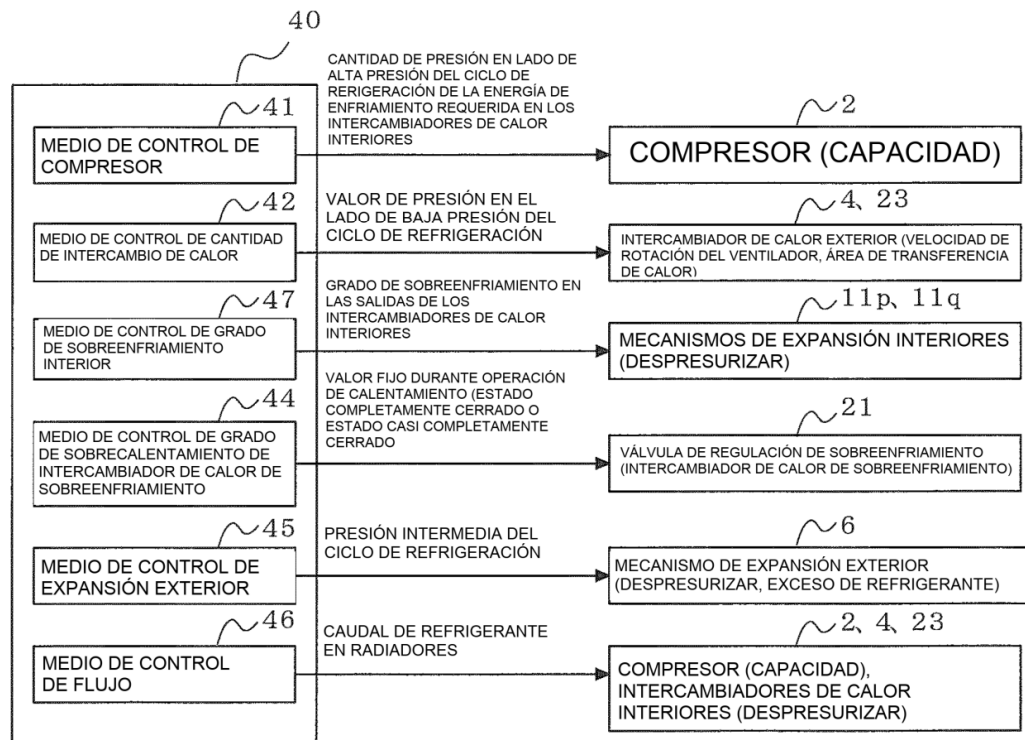 40
CANTIDAD DE PRESIÓN EN LADO DE
ALTA PRESIÓN DEL CICLO DE
RERIGERACIÓN DE LA ENERGÍA DE
ENFRIAMIENTO REQUERIDA EN LOS
INTERCAMBIADORES DE CALOR
INTERIORES
41
MEDIO DE CONTROL DE
COMPRESOR
2
COMPRESOR (CAPACIDAD)
42
MEDIO DE CONTROL DE CANTIDAD
DE INTERCAMBIO DE CALOR
VALOR DE PRESIÓN EN EL
LADO DE BAJA PRESIÓN DEL
CICLO DE REFRIGERACIÓN
4、23
INTERCAMBIADOR DE CALOR EXTERIOR (VELOCIDAD DE
ROTACIÓN DEL VENTILADOR, ÁREA DE TRANSFERENCIA
DE CALOR)
47
MEDIO DE CONTROL DE GRADO
DE SOBREENFRIAMIENTO
INTERIOR
GRADO DE SOBREENFRIAMIENTO EN
LAS SALIDAS DE LOS
INTERCAMBIADORES DE CALOR
INTERIORES
11p、11q
MECANISMOS DE EXPANSIÓN INTERIORES
(DESPRESURIZAR)
44
MEDIO DE CONTROL DE GRADO
DE SOBRECALENTAMIENTO DE
INTERCAMBIADOR DE CALOR DE
SOBREENFRIAMIENTO
VALOR FIJO DURANTE OPERACIÓN
DE CALENTAMIENTO (ESTADO
COMPLETAMENTE CERRADO O
ESTADO CASI COMPLETAMENTE
CERRADO
21
VÁLVULA DE REGULACIÓN DE SOBREENFRIAMIENTO
(INTERCAMBIADOR DE CALOR DE SOBREENFRIAMIENTO)
45
MEDIO DE CONTROL DE
EXPANSIÓN EXTERIOR
PRESIÓN INTERMEDIA DEL
CICLO DE REFRIGERACIÓN
6
MECANISMO DE EXPANSIÓN EXTERIOR
(DESPRESURIZAR, EXCESO DE REFRIGERANTE)
46
MEDIO DE CONTROL
DE FLUJO
CAUDAL DE REFRIGERANTE
EN RADIADORES
2、4、23
COMPRESOR (CAPACIDAD),
INTERCAMBIADORES DE CALOR
INTERIORES (DESPRESURIZAR)